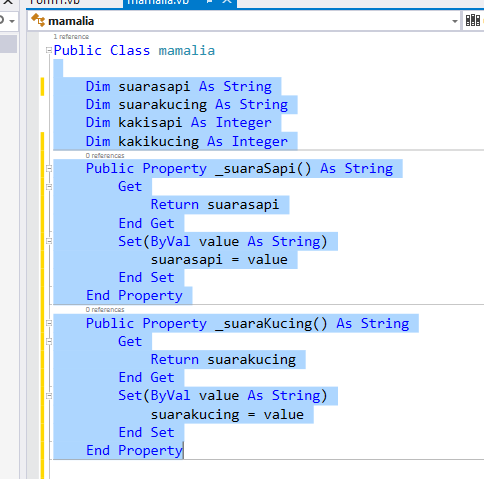 Form1.vb
mamalia.vb
mamalia
1 reference
Public Class mamalia
Dim suarasapi As String
Dim suarakucing As String
Dim kakisapi As Integer
Dim kakikucing As Integer
0 references
Public Property _suaraSapi() As String
Get
Return suarasapi
End Get
Set(ByVal value As String)
suarasapi = value
End Set
End Property
0 references
Public Property _suaraKucing() As String
Get
Return suarakucing
End Get
Set(ByVal value As String)
suarakucing = value
End Set
End Property